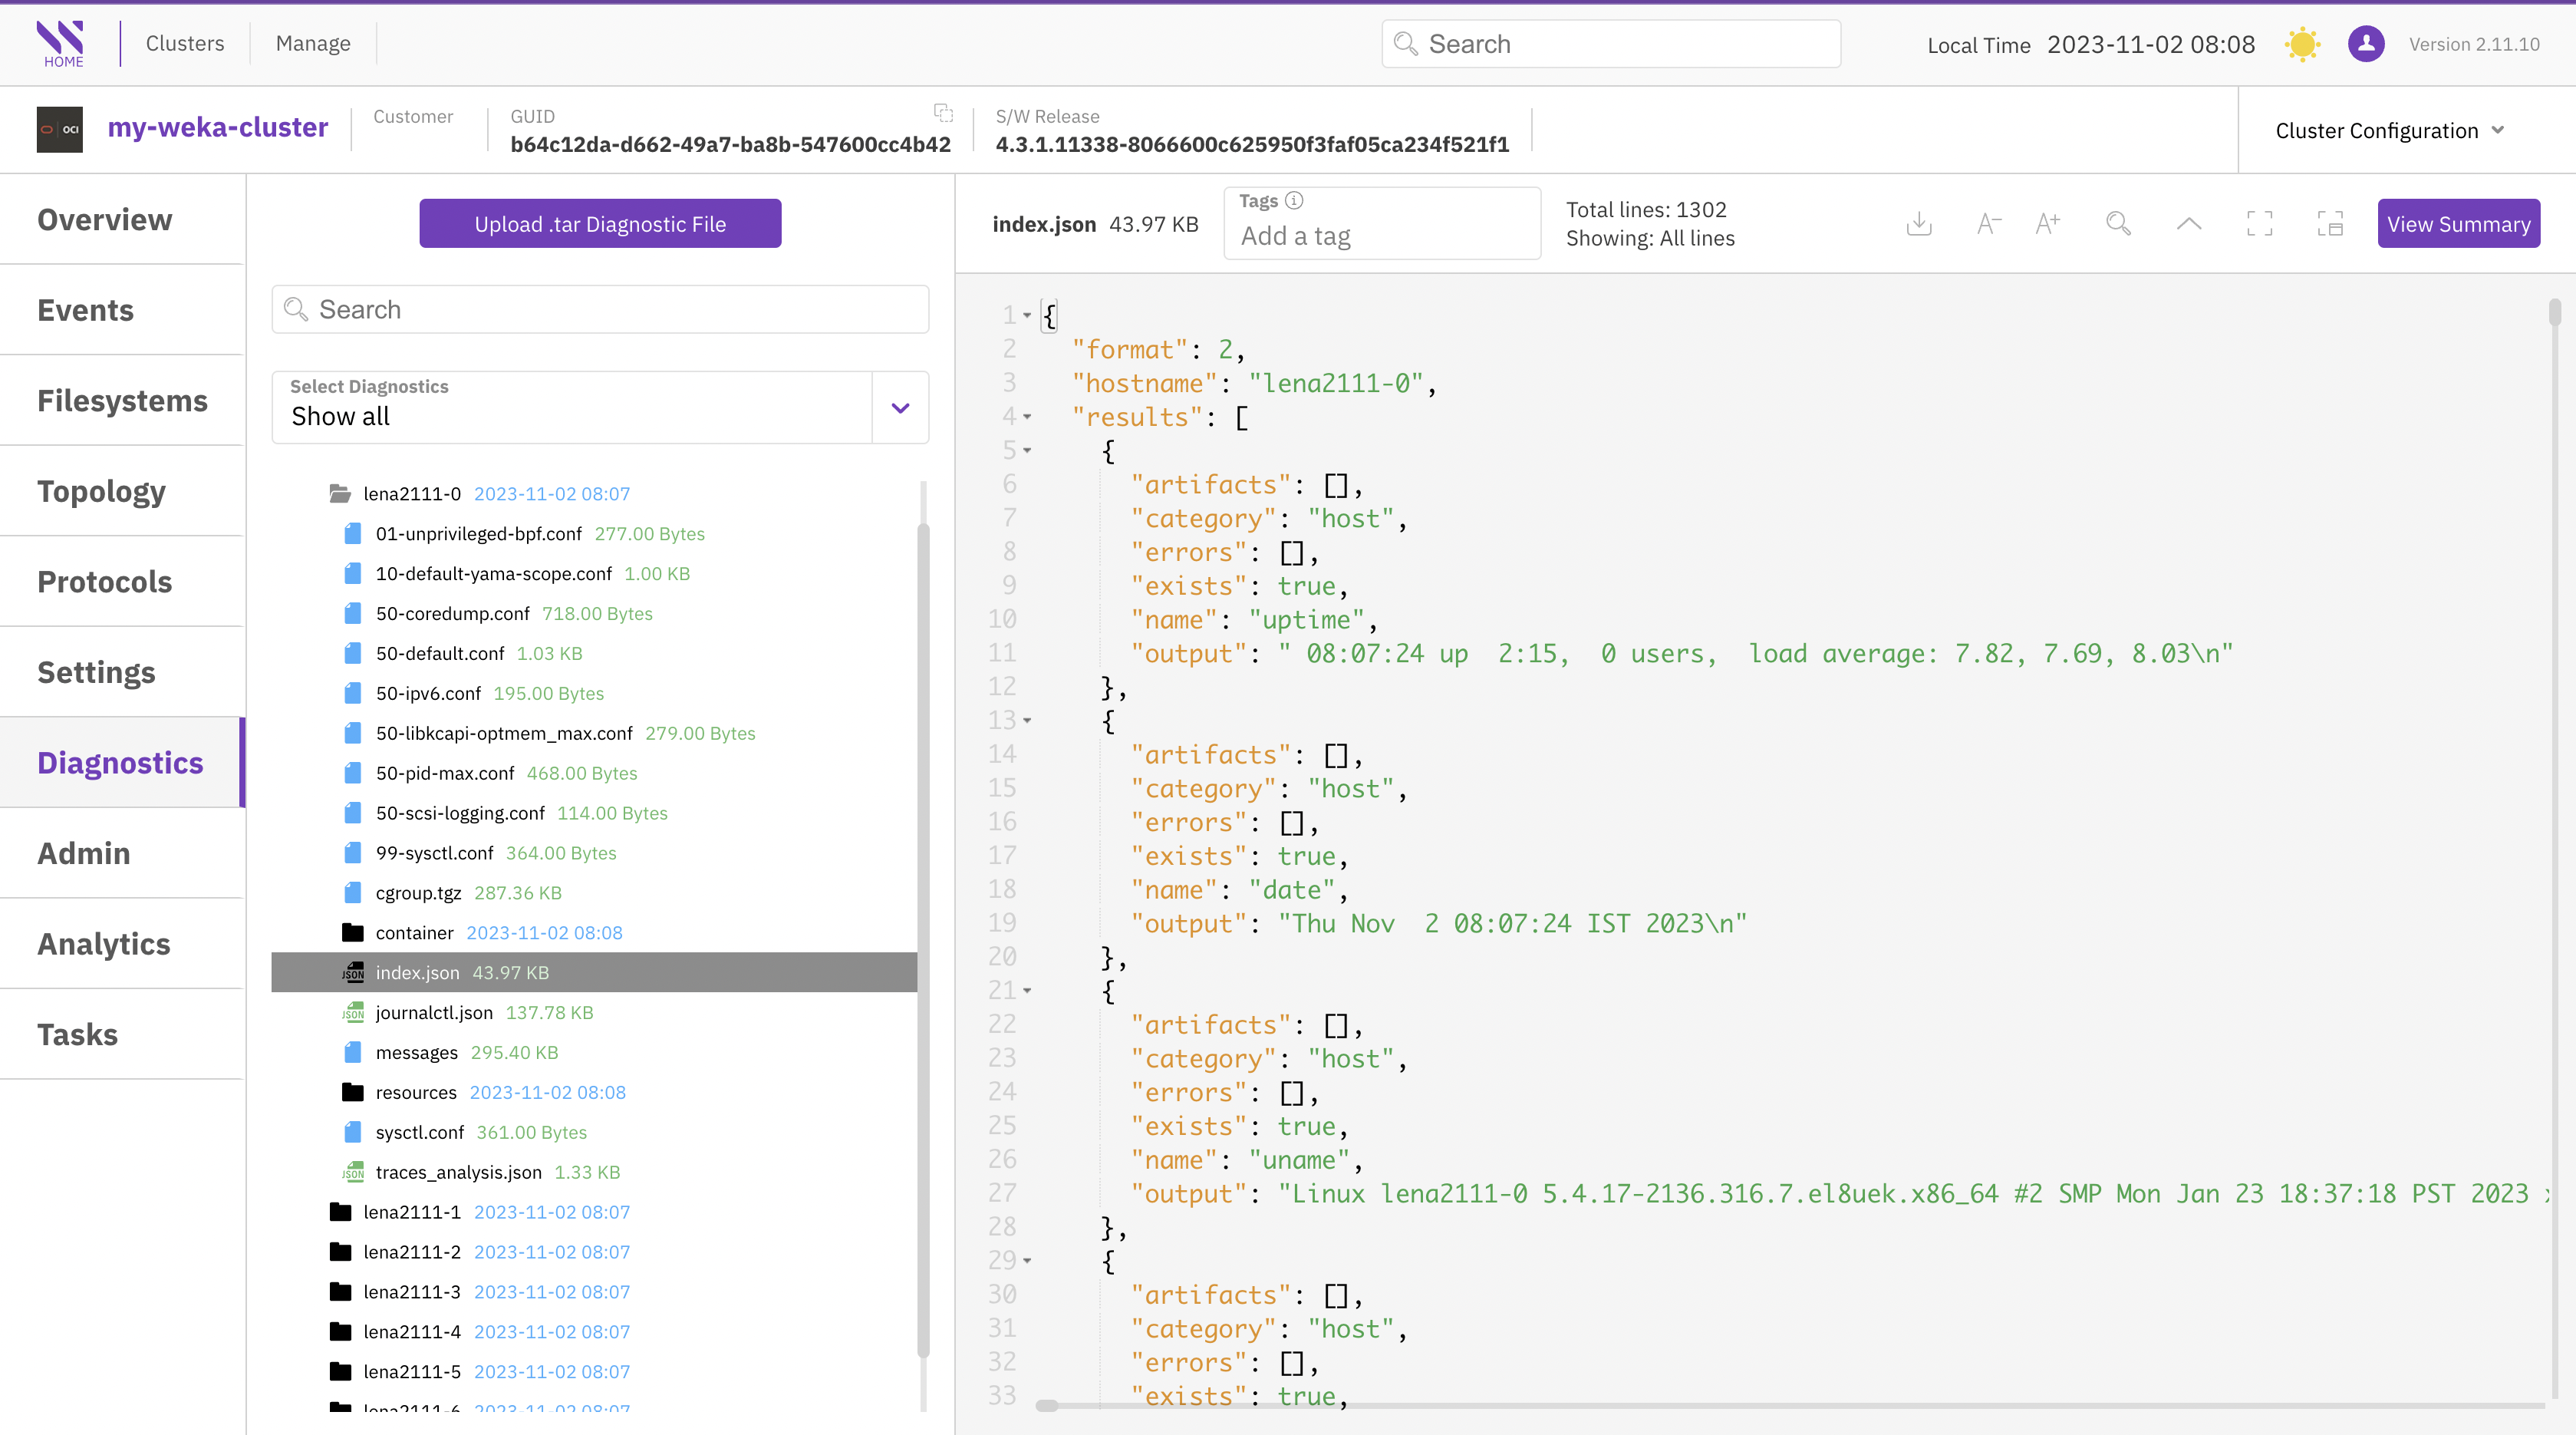 HOME
Clusters
Manage
Search
Local Time 2023-11-02 08:08
Version 2.11.10
OCI
my-weka-cluster
Customer
GUID
b64c12da-d662-49a7-ba8b-547600cc4b42
S/W Release
4.3.1.11338-8066600c625950f3faf05ca234f521f1
Cluster Configuration
Overview
Events
Filesystems
Topology
Protocols
Settings
Diagnostics
Admin
Analytics
Tasks
Upload .tar Diagnostic File
Search
Select Diagnostics
Show all
lena2111-0 2023-11-02 08:07
01-unprivileged-bpf.conf 277.00 Bytes
10-default-yama-scope.conf 1.00 KB
50-coredump.conf 718.00 Bytes
50-default.conf 1.03 KB
50-ipv6.conf 195.00 Bytes
50-libkcapi-optmem_max.conf 279.00 Bytes
50-pid-max.conf 468.00 Bytes
50-scsi-logging.conf 114.00 Bytes
99-sysctl.conf 364.00 Bytes
cgroup.tgz 287.36 KB
container 2023-11-02 08:08
JSON index.json 43.97 KB
JSON journalctl.json 137.78 KB
messages 295.40 KB
resources 2023-11-02 08:08
sysctl.conf 361.00 Bytes
JSON traces_analysis.json 1.33 KB
lena2111-1 2023-11-02 08:07
lena2111-2 2023-11-02 08:07
lena2111-3 2023-11-02 08:07
lena2111-4 2023-11-02 08:07
lena2111-5 2023-11-02 08:07
lena2111-6 2023-11-02 08:07
index.json 43.97 KB
Tags
Add a tag
Total lines: 1302
Showing: All lines
A-
A+
View Summary
1 {
2 "format": 2,
3 "hostname": "lena2111-0",
4 "results": [
5 {
6 "artifacts": [],
7 "category": "host",
8 "errors": [],
9 "exists": true,
10 "name": "uptime",
11 "output": " 08:07:24 up  2:15,  0 users,  load average: 7.82, 7.69, 8.03\n"
12 },
13 {
14 "artifacts": [],
15 "category": "host",
16 "errors": [],
17 "exists": true,
18 "name": "date",
19 "output": "Thu Nov  2 08:07:24 IST 2023\n"
20 },
21 {
22 "artifacts": [],
23 "category": "host",
24 "errors": [],
25 "exists": true,
26 "name": "uname",
27 "output": "Linux lena2111-0 5.4.17-2136.316.7.el8uek.x86_64 #2 SMP Mon Jan 23 18:37:18 PST 2023
28 },
29 {
30 "artifacts": [],
31 "category": "host",
32 "errors": [],
33 "exists": true,